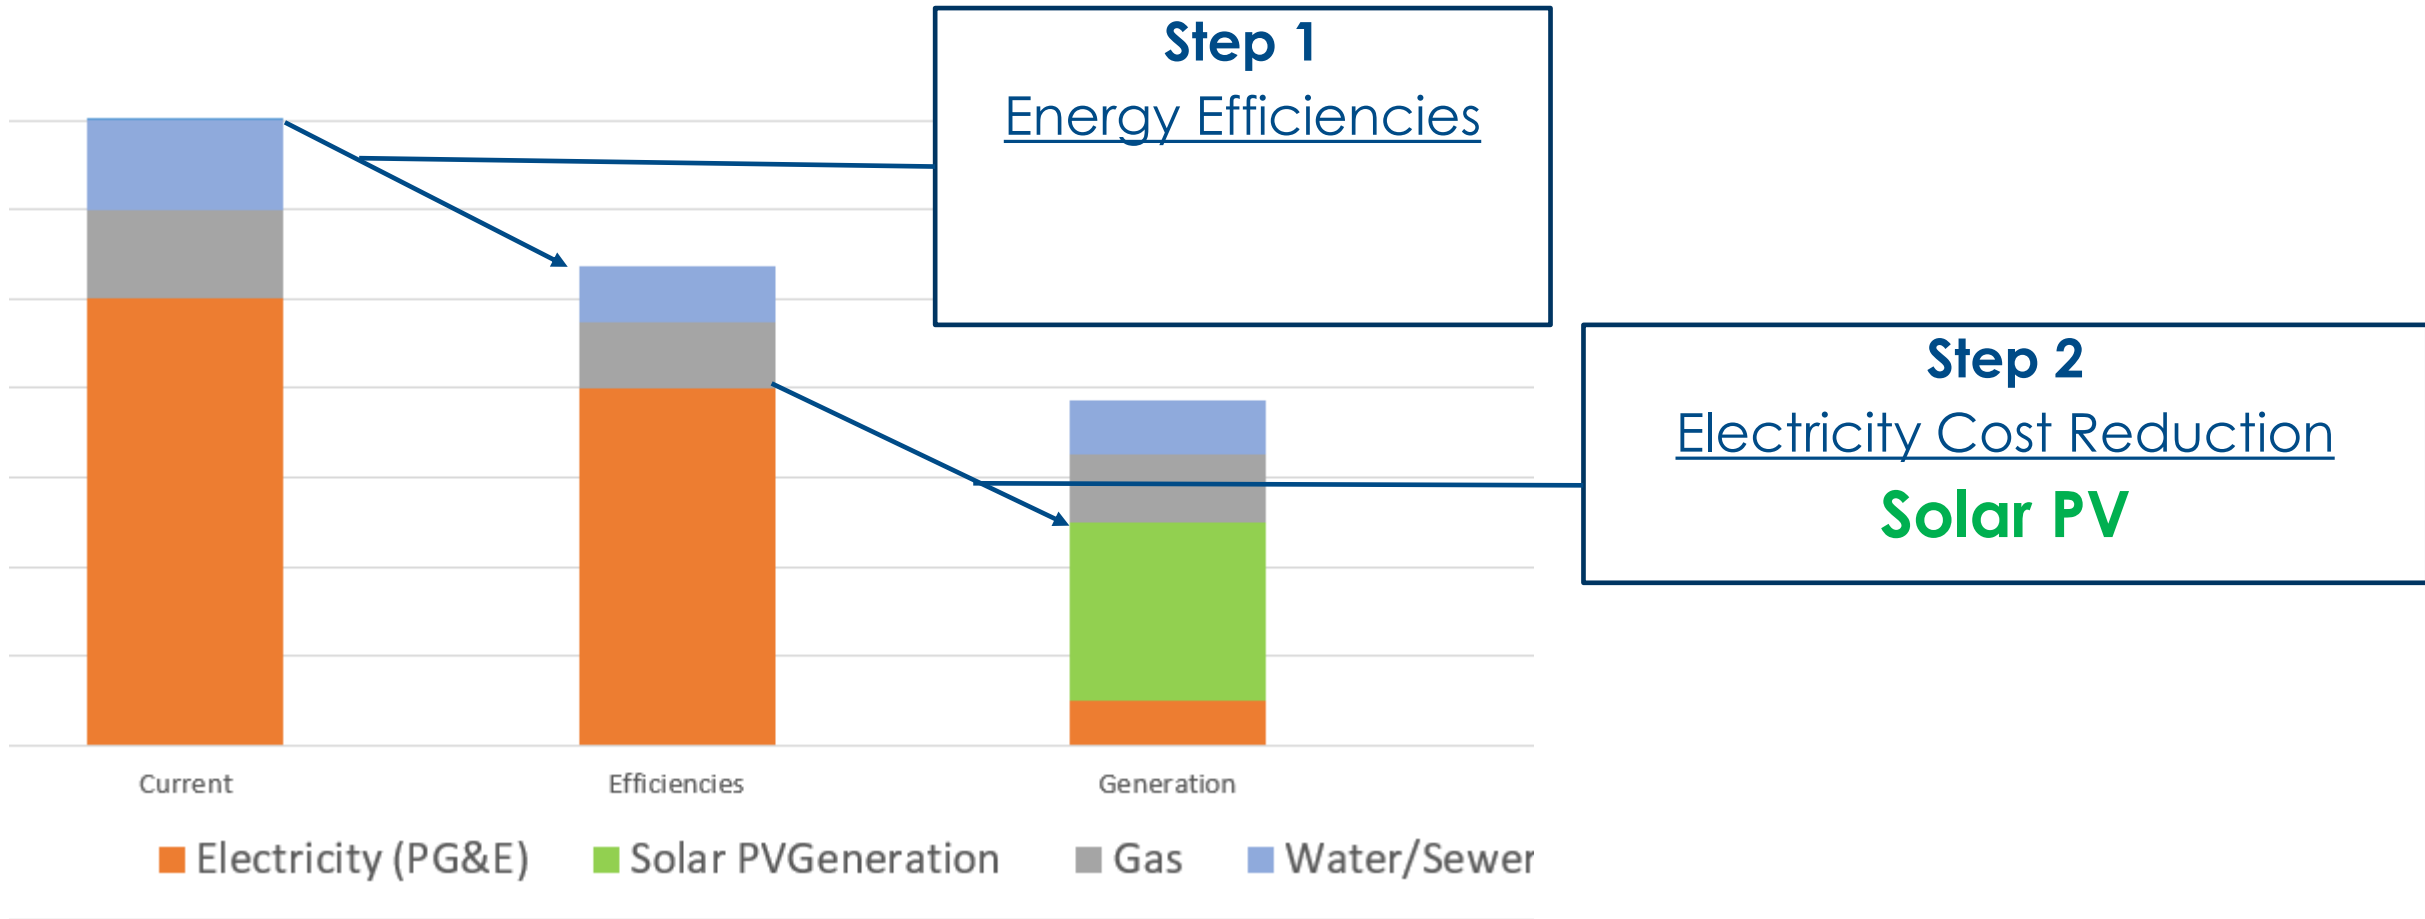 Step 1
Energy Efficiencies
Step 2
Electricity Cost Reduction
Solar PV
Current
Efficiencies
Generation
Electricity (PG&E)
Solar PVGeneration
Gas
Water/Sewer